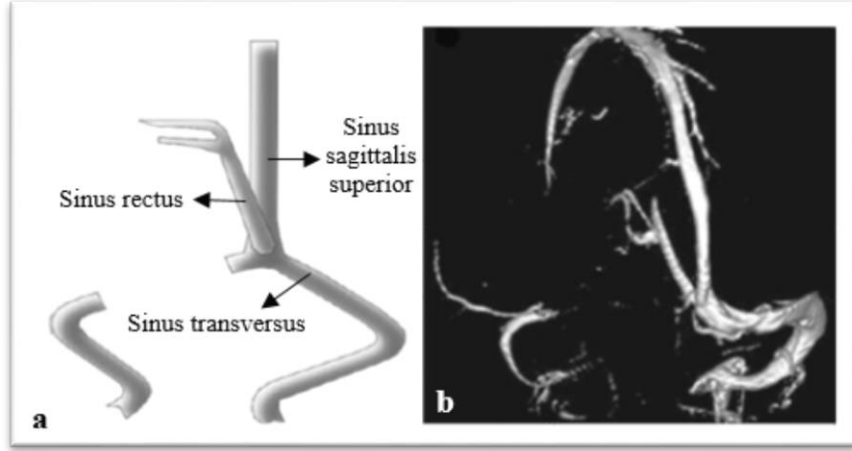 Sinus
sagittalis
superior
Sinus rectus
Sinus transversus
a
b